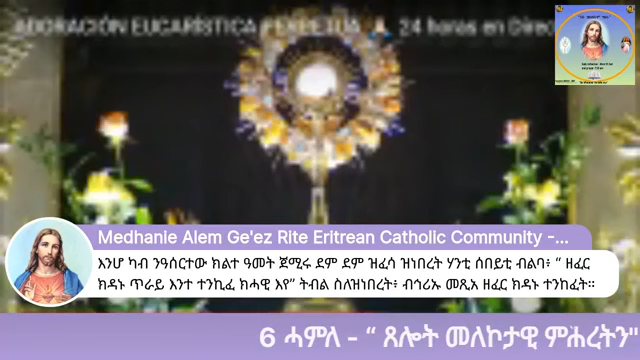 ADORACIÓN EUCARÍSTICA PERPETUA 24 horas en Direc
Medhanie Alem Ge'ez Rite Eritrean Catholic Community -...
እንሆ ካብ ንዓሰርተው ክልተ ዓመት ጀሚሩ ደም ደም ዝፈሳ ዝነበረት ሃንቲ ሰበይቲ ብልባ፥ “ ዘፈር
ክዳኑ ጥራይ እንተ ተንኪፈ ክሓዊ እየ” ትብል ስለዝነበረት፥ ብኅሪኡ መጺአ ዘፈር ክዳኑ ተንከፈት።
6 ሓምለ - “ ጸሎት መለኮታዊ ምሕረትን"